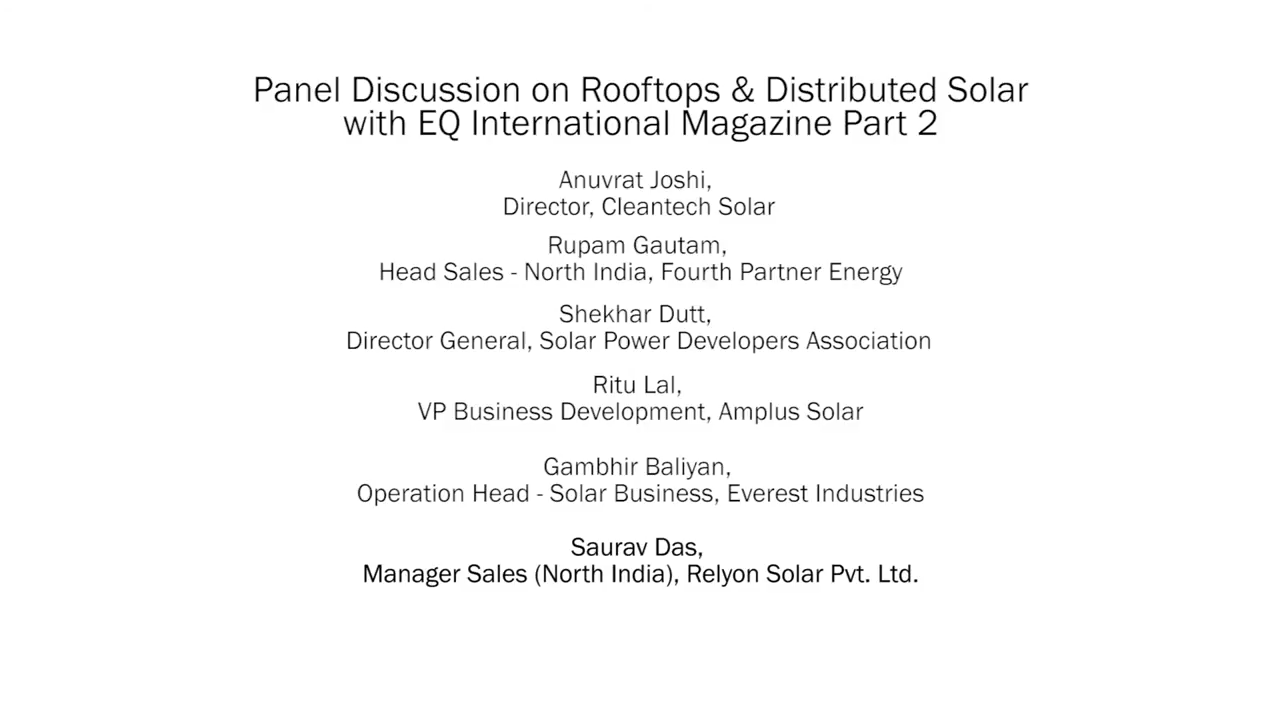 Panel Discussion on Rooftops & Distributed Solar
with EQ International Magazine Part 2
Anuvrat Joshi,
Director, Cleantech Solar
Rupam Gautam,
Head Sales - North India, Fourth Partner Energy
Shekhar Dutt,
Director General, Solar Power Developers Association
Ritu Lal,
VP Business Development, Amplus Solar
Gambhir Baliyan,
Operation Head - Solar Business, Everest Industries
Saurav Das,
Manager Sales (North India), Relyon Solar Pvt. Ltd.